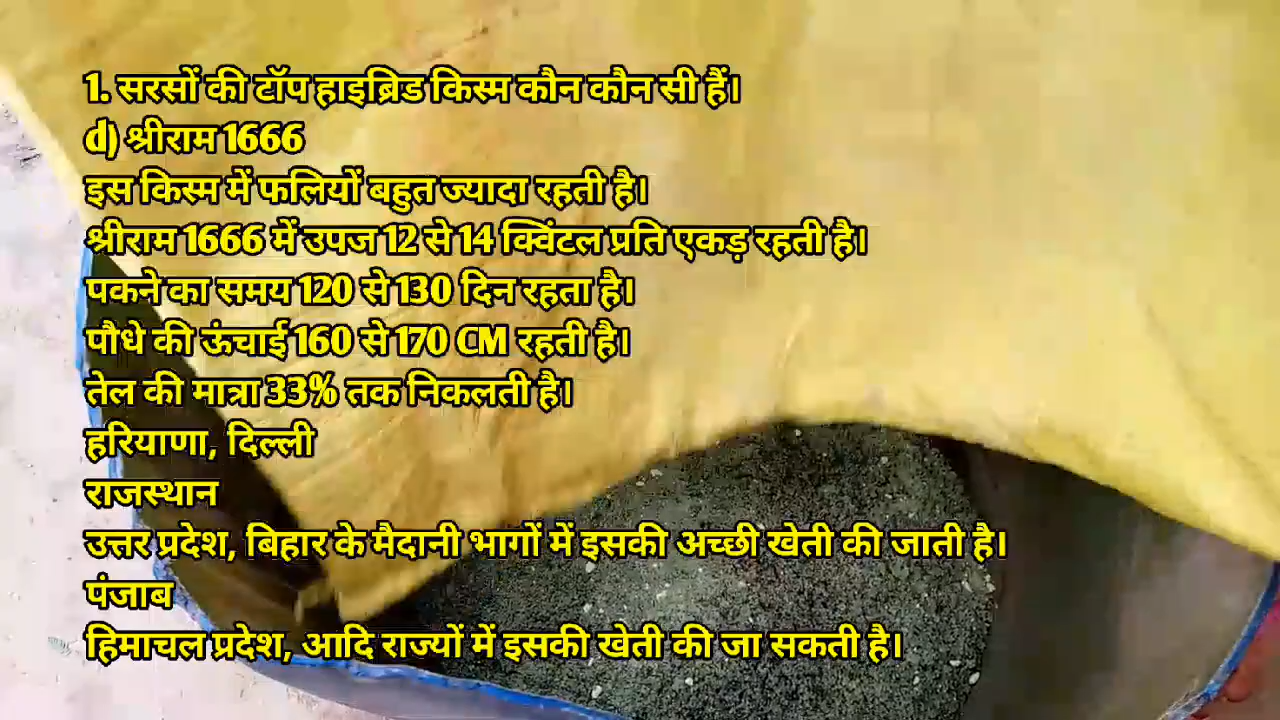 1. सरसों की टॉप हाइब्रिड किस्म कौन कौन सी हैं।
d) श्रीराम 1666
इस किस्म में फलियों बहुत ज्यादा रहती है।
श्रीराम 1666 में उपज 12 से 14 क्विंटल प्रति एकड़ रहती है।
पकने का समय 120 से 130 दिन रहता है।
पौधे की ऊंचाई 160 से 170 CM रहती है।
तेल की मात्रा 33% तक निकलती है।
हरियाणा, दिल्ली
राजस्थान
उत्तर प्रदेश, बिहार के मैदानी भागों में इसकी अच्छी खेती की जाती है।
पंजाब
हिमाचल प्रदेश, आदि राज्यों में इसकी खेती की जा सकती है।